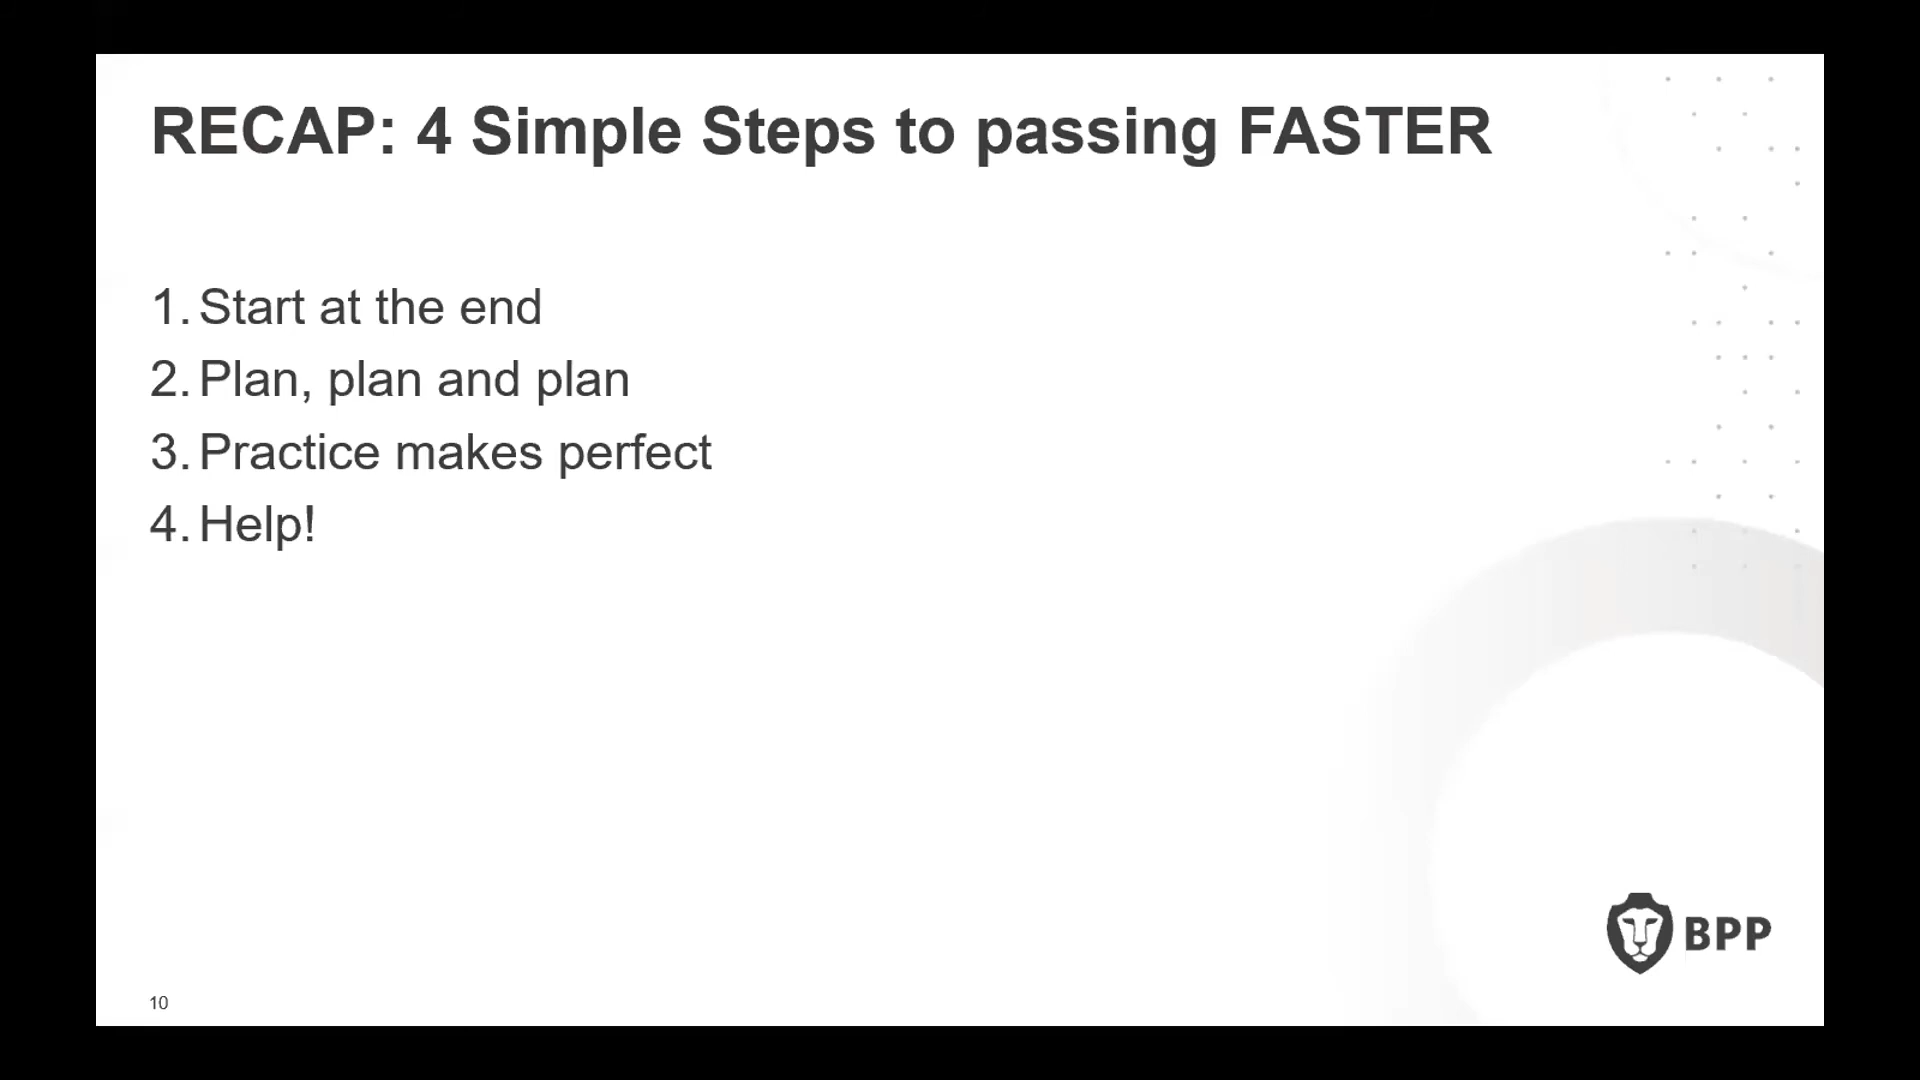 RECAP: 4 Simple Steps to passing FASTER
1. Start at the end
2. Plan, plan and plan
3. Practice makes perfect
4. Help!
BPP
10